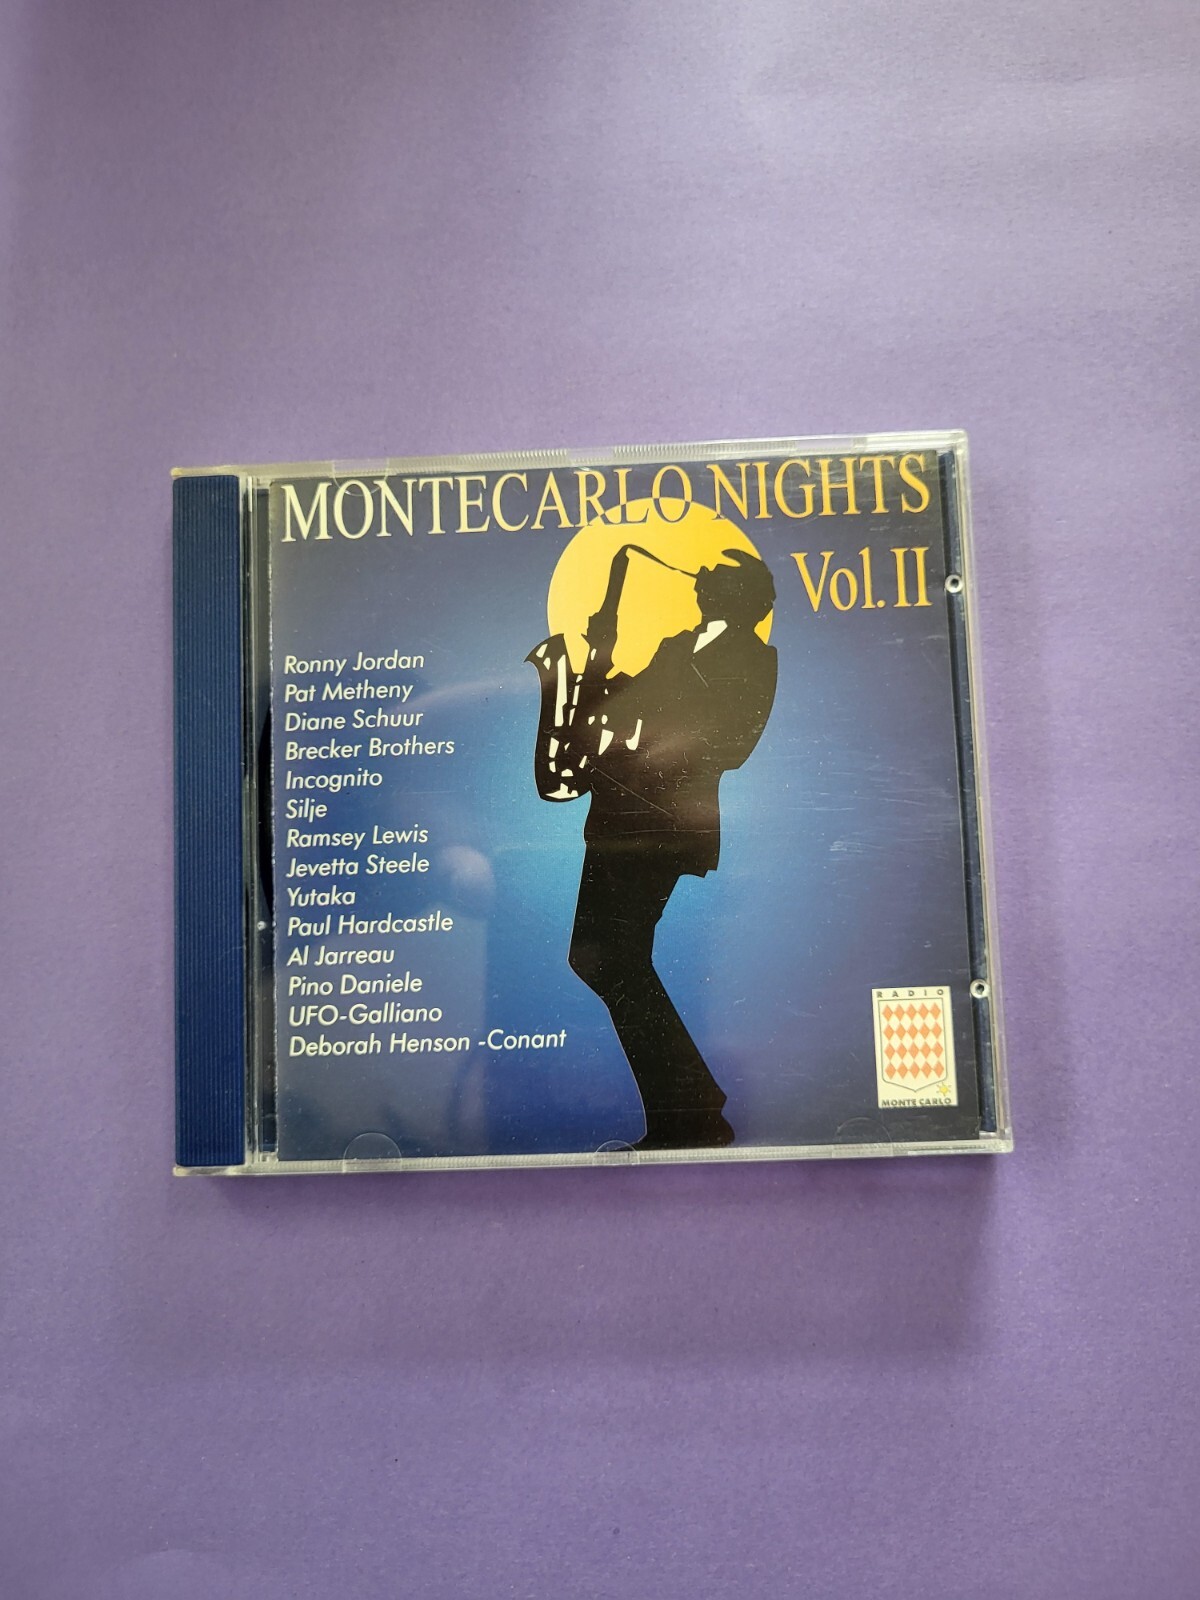 MONTECARLO NIGHTS
Vol. II
Ronny Jordan
Pat Metheny
Diane Schuur
Brecker Brothers
Incognito
Silje
Ramsey Lewis
Jevetta Steele
Yutaka
Paul Hardcastle
Al Jarreau
Pino Daniele
UFO-Galliano
Deborah Henson -Conant
RADIO
MONTE CARLO